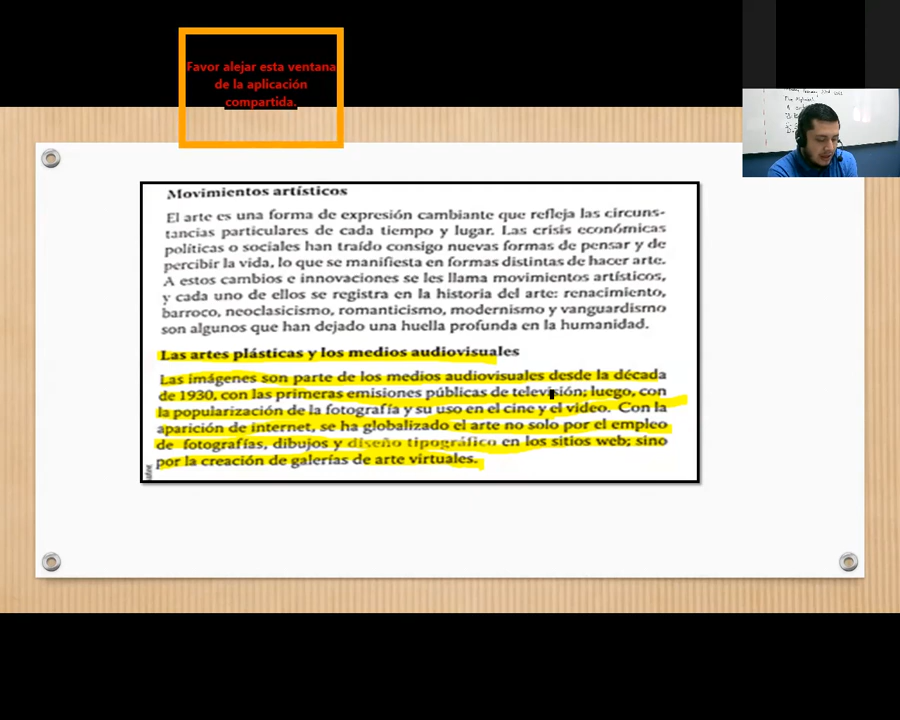 Favor alejar esta ventana
de la aplicación
compartida.
Movimientos artísticos
El arte es una forma de expresión cambiante que refleja las circuns-
tancias particulares de cada tiempo y lugar. Las crisis económicas
políticas o sociales han traído consigo nuevas formas de pensar y de
percibir la vida, lo que se manifiesta en formas distintas de hacer arte.
A estos cambios e innovaciones se les llama movimientos artísticos,
y cada uno de ellos se registra en la historia del arte: renacimiento,
barroco, neoclasicismo, romanticismo, modernismo y vanguardismo
son algunos que han dejado una huella profunda en la humanidad.
Las artes plásticas y los medios audiovisuales
Las imágenes son parte de los medios audiovisuales desde la década
de 1930, con las primeras emisiones públicas de televisión; luego, con
la popularización de la fotografía y su uso en el cine y el video. Con la
aparición de internet, se ha globalizado el arte no solo por el empleo
de fotografías, dibujos y diseño tipográfico en los sitios web; sino
por la creación de galerías de arte virtuales.